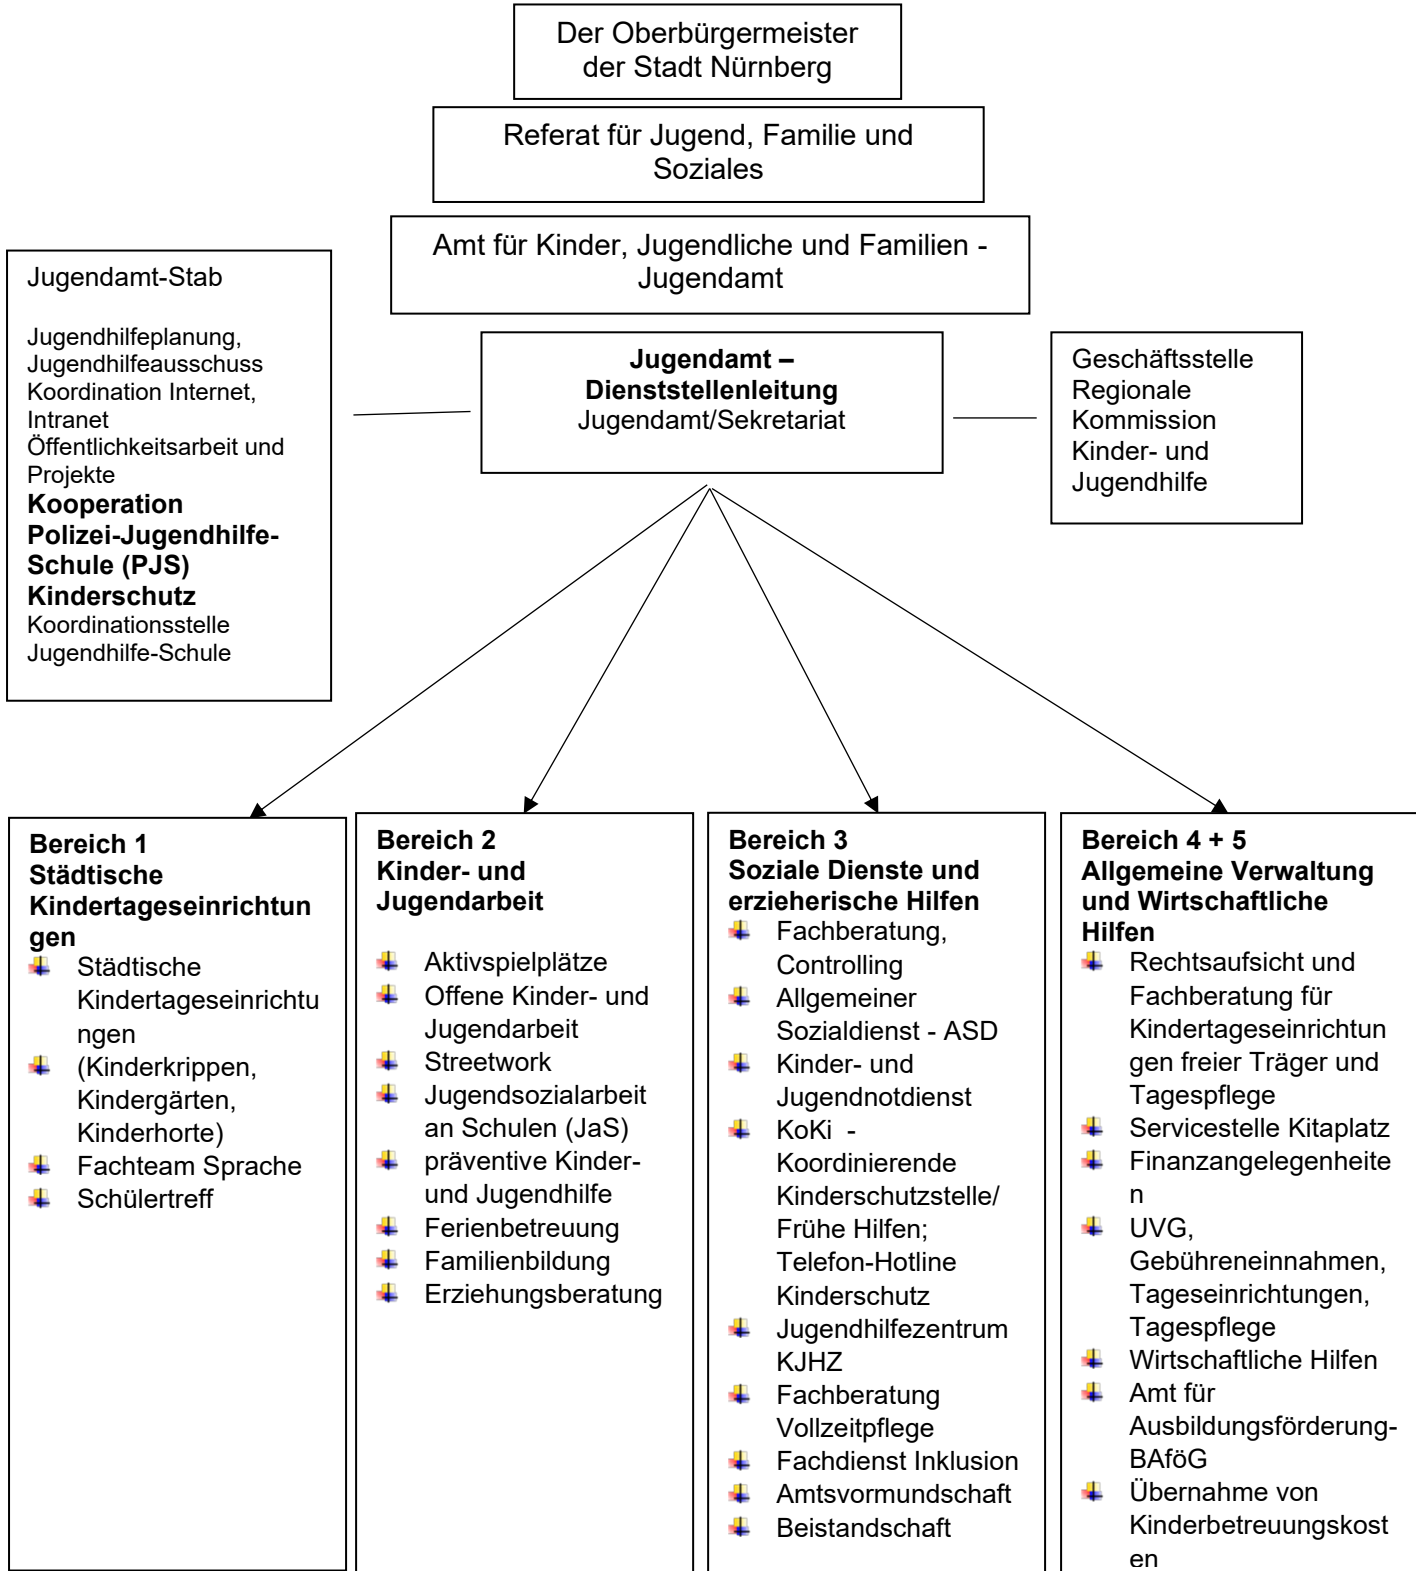 Der Oberbürgermeister
der Stadt Nürnberg
Referat für Jugend, Familie und
Soziales
Amt für Kinder, Jugendliche und Familien -
Jugendamt
Jugendamt-Stab
Jugendhilfeplanung,
Jugendhilfeausschuss
Koordination Internet,
Intranet
Öffentlichkeitsarbeit und
Projekte
Kooperation
Polizei-Jugendhilfe-
Schule (PJS)
Kinderschutz
Koordinationsstelle
Jugendhilfe-Schule
Jugendamt –
Dienststellenleitung
Jugendamt/Sekretariat
Geschäftsstelle
Regionale
Kommission
Kinder- und
Jugendhilfe
Bereich 1
Städtische
Kindertageseinrichtun
gen
Städtische
Kindertageseinrichtu
ngen
(Kinderkrippen,
Kindergärten,
Kinderhorte)
Fachteam Sprache
Schülertreff
Bereich 2
Kinder- und
Jugendarbeit
Aktivspielplätze
Offene Kinder- und
Jugendarbeit
Streetwork
Jugendsozialarbeit
an Schulen (JaS)
präventive Kinder-
und Jugendhilfe
Ferienbetreuung
Familienbildung
Erziehungsberatung
Bereich 3
Soziale Dienste und
erzieherische Hilfen
Fachberatung,
Controlling
Allgemeiner
Sozialdienst - ASD
Kinder- und
Jugendnotdienst
KoKi -
Koordinierende
Kinderschutzstelle/
Frühe Hilfen;
Telefon-Hotline
Kinderschutz
Jugendhilfezentrum
KJHZ
Fachberatung
Vollzeitpflege
Fachdienst Inklusion
Amtsvormundschaft
Beistandschaft
Bereich 4 + 5
Allgemeine Verwaltung
und Wirtschaftliche
Hilfen
Rechtsaufsicht und
Fachberatung für
Kindertageseinrichtun
gen freier Träger und
Tagespflege
Servicestelle Kitaplatz
Finanzangelegenheite
n
UVG,
Gebühreneinnahmen,
Tageseinrichtungen,
Tagespflege
Wirtschaftliche Hilfen
Amt für
Ausbildungsförderung-
BAföG
Übernahme von
Kinderbetreuungskost
en